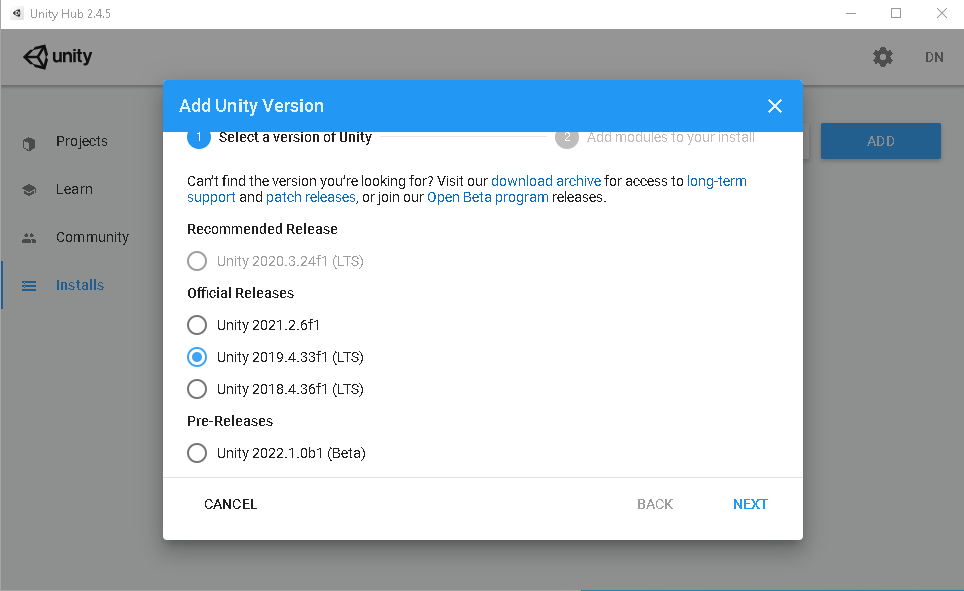 Unity Hub 2.4.5
unity
DN
Add Unity Version
1 Select a version of Unity
2 Add modules to your install
ADD
Projects
Learn
Community
Installs
Can't find the version you're looking for? Visit our download archive for access to long-term
support and patch releases, or join our Open Beta program releases.
Recommended Release
Unity 2020.3.24f1 (LTS)
Official Releases
Unity 2021.2.6f1
Unity 2019.4.33f1 (LTS)
Unity 2018.4.36f1 (LTS)
Pre-Releases
Unity 2022.1.0b1 (Beta)
CANCEL
BACK
NEXT